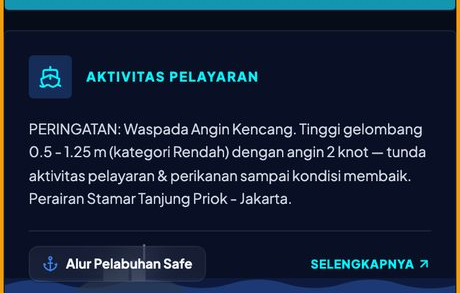 AKTIVITAS PELAYARAN
PERINGATAN: Waspada Angin Kencang. Tinggi gelombang
0.5 - 1.25 m (kategori Rendah) dengan angin 2 knot — tunda
aktivitas pelayaran & perikanan sampai kondisi membaik.
Perairan Stamar Tanjung Priok - Jakarta.
Alur Pelabuhan Safe
SELENGKAPNYA